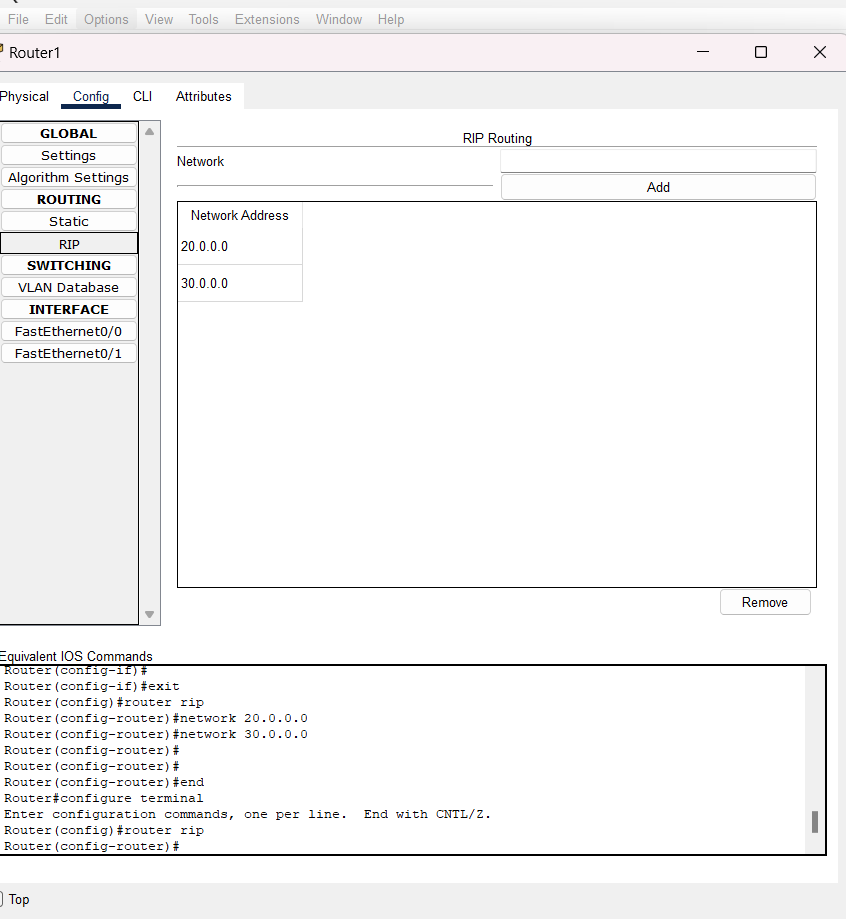 File Edit Options View Tools Extensions Window Help
Router1
Physical Config CLI Attributes
GLOBAL
Settings
Algorithm Settings
ROUTING
Static
RIP
SWITCHING
VLAN Database
INTERFACE
FastEthernet0/0
FastEthernet0/1
RIP Routing
Network
Add
Network Address
20.0.0.0
30.0.0.0
Remove
Equivalent IOS Commands
Router(config-if)#
Router(config-if)#exit
Router(config)#router rip
Router(config-router)#network 20.0.0.0
Router(config-router)#network 30.0.0.0
Router(config-router)#
Router(config-router)#
Router(config-router)#end
Router#configure terminal
Enter configuration commands, one per line.  End with CNTL/Z.
Router(config)#router rip
Router(config-router)#
Top